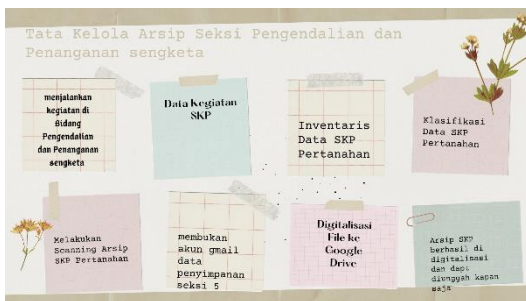 Tata Kelola Arsip Seksi Pengendalian dan
Penanganan sengketa
menjalankan
kegiatan di
Bidang
Pengendalian
dan Penanganan
sengketa
Data Kegiatan
SKP
Inventaris
Data SKP
Pertanahan
Klasifikasi
Data SKP
Pertanahan
Melakukan
Scanning Arsip
SKP Pertanahan
membukan
akun gmail
data
penyimpanan
seksi 5
Digitalisasi
File ke
Google
Drive
Arsip SKP
berhasil di
digitalisasi
dan dapt
diunggah kapan
saja